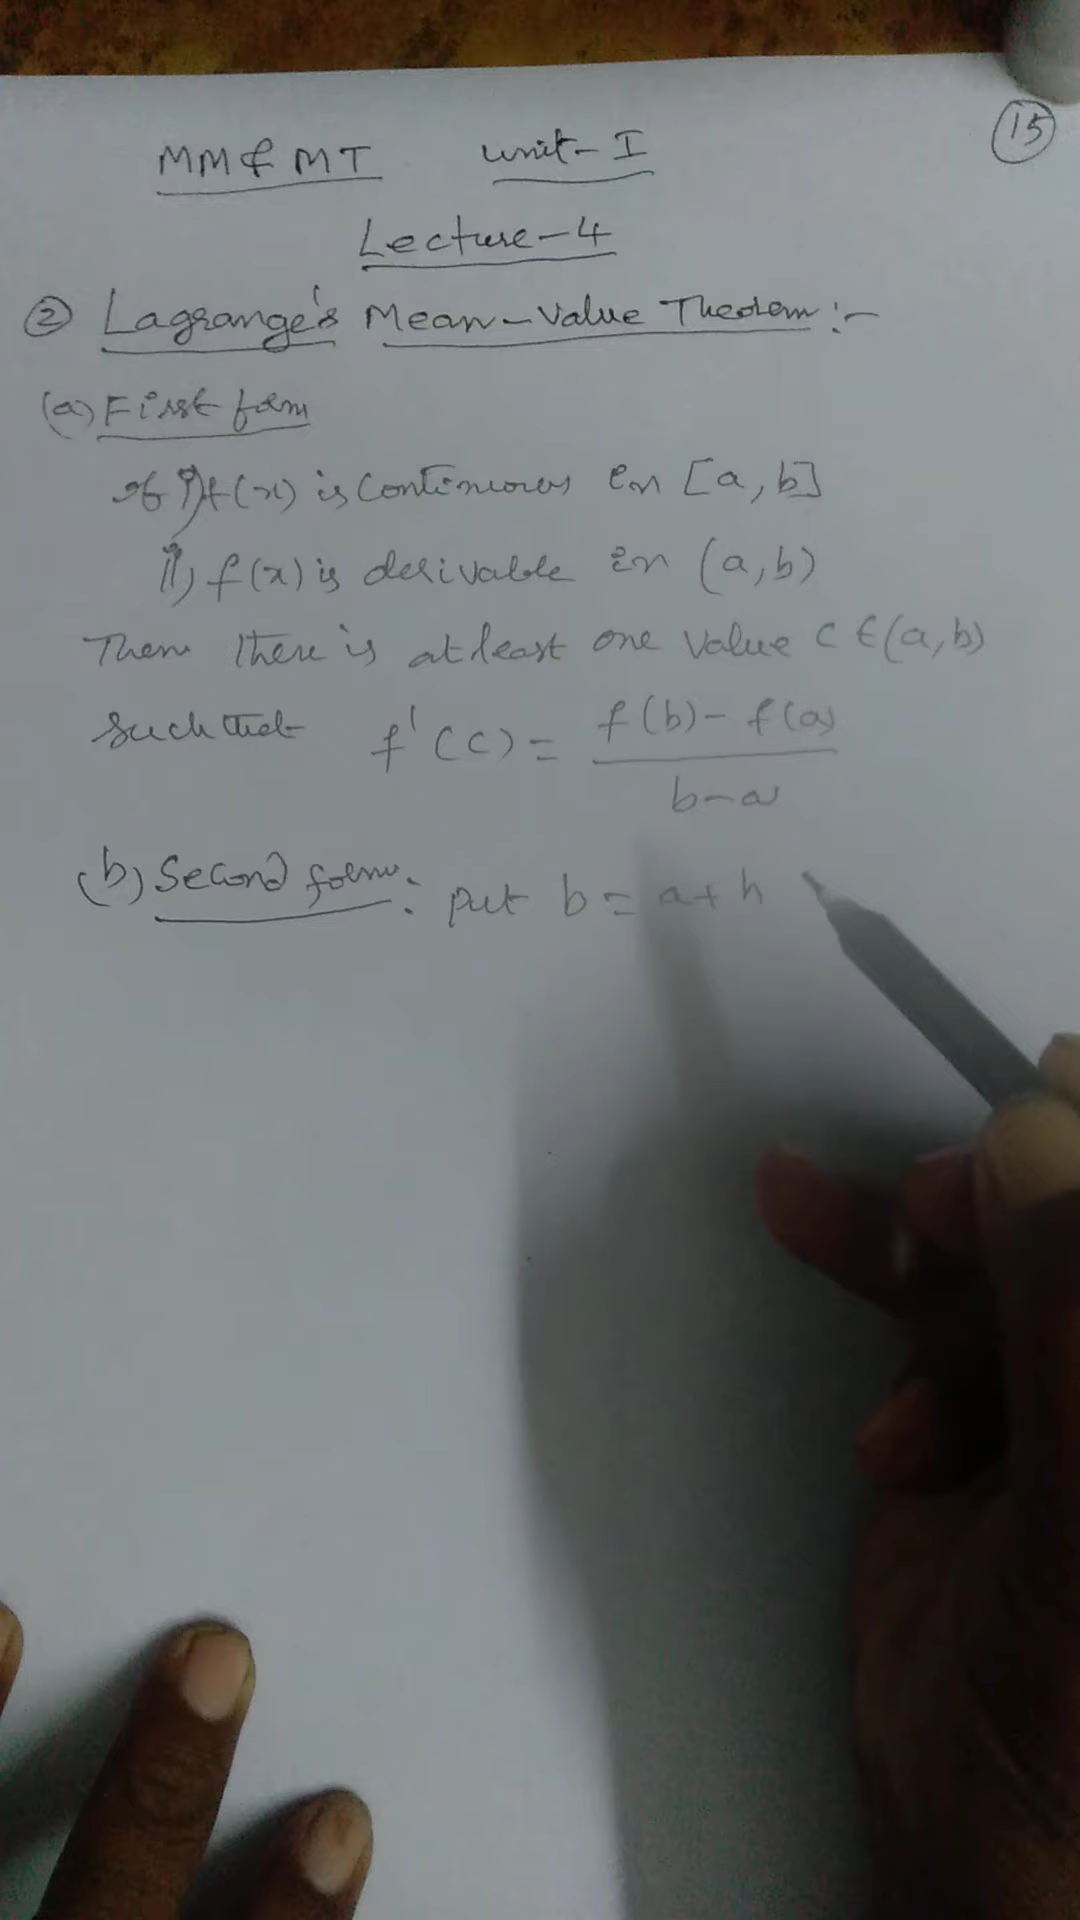 15
MM & MT unit-I
Lecture-4
② Lagrange's Mean-Value Theorem:-
(a) First form
If i) f(x) is continuous in [a,b]
ii) f(x) is derivable in (a,b)
Then there is atleast one value c ∈ (a,b)
such that f'(c) = f(b)-f(a) / b-a
(b) Second form: put b = a+h